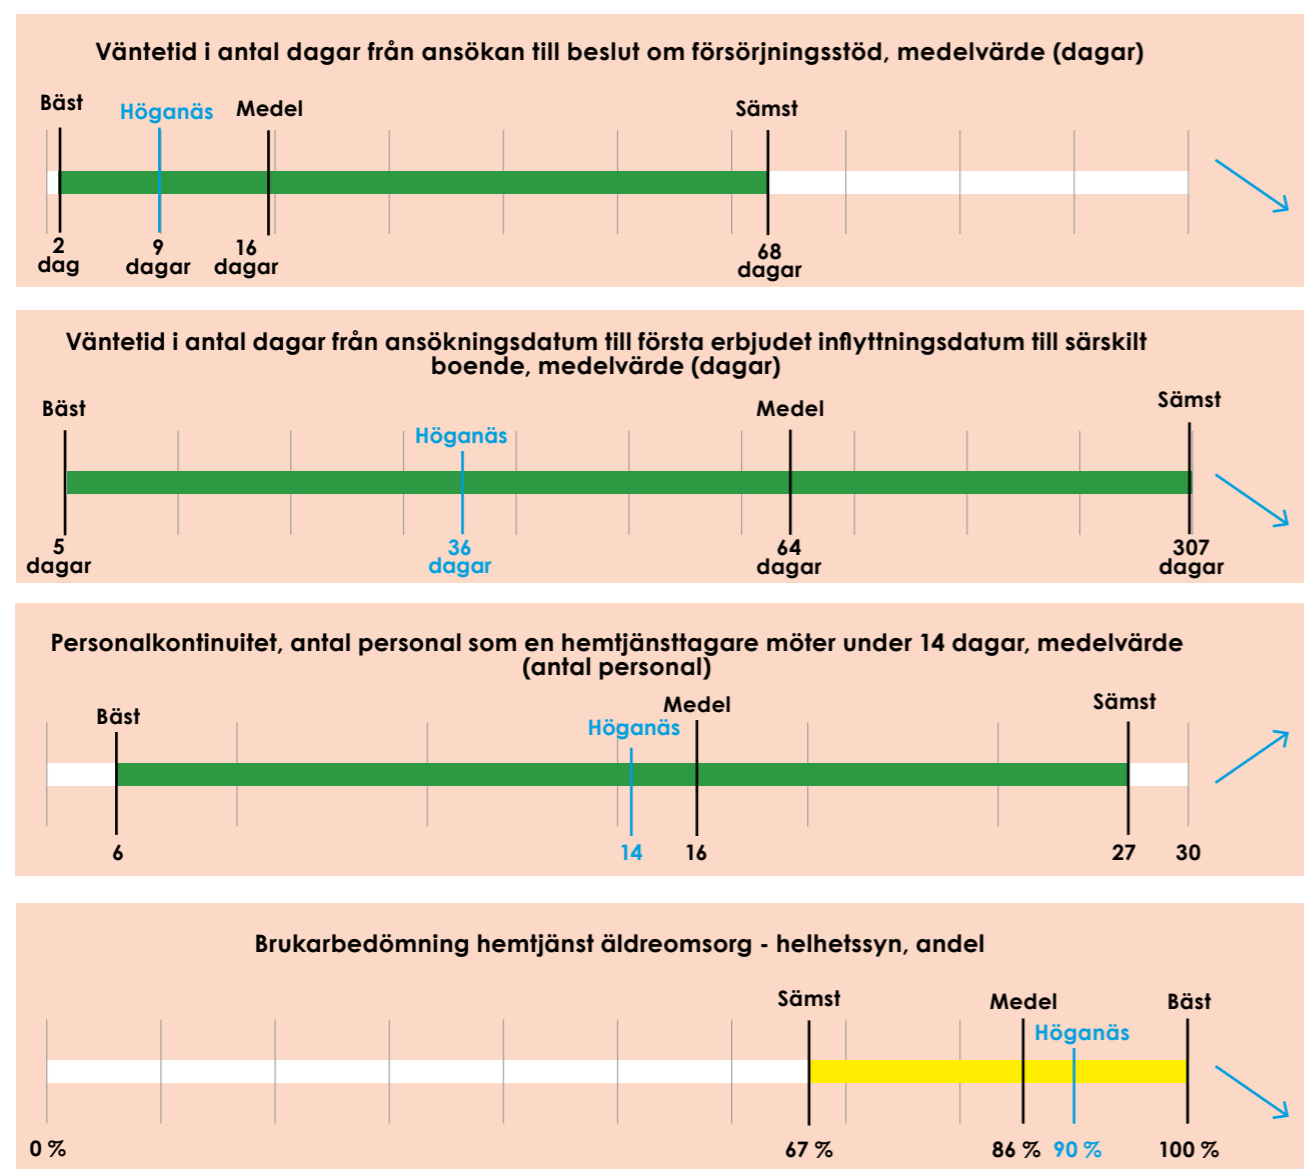 Väntetid i antal dagar från ansökan till beslut om försörjningsstöd, medelvärde (dagar)
Bäst Höganäs Medel Sämst
2 dag 9 dagar 16 dagar 68 dagar
Väntetid i antal dagar från ansökningsdatum till första erbjudet inflyttningsdatum till särskilt
boende, medelvärde (dagar)
Bäst Höganäs Medel Sämst
5 dagar 36 dagar 64 dagar 307 dagar
Personalkontinuitet, antal personal som en hemtjänsttagare möter under 14 dagar, medelvärde
(antal personal)
Bäst Höganäs Medel Sämst
6 14 16 27 30
Brukarbedömning hemtjänst äldreomsorg - helhetssyn, andel
Sämst Medel Höganäs Bäst
0 % 67 % 86 % 90 % 100 %